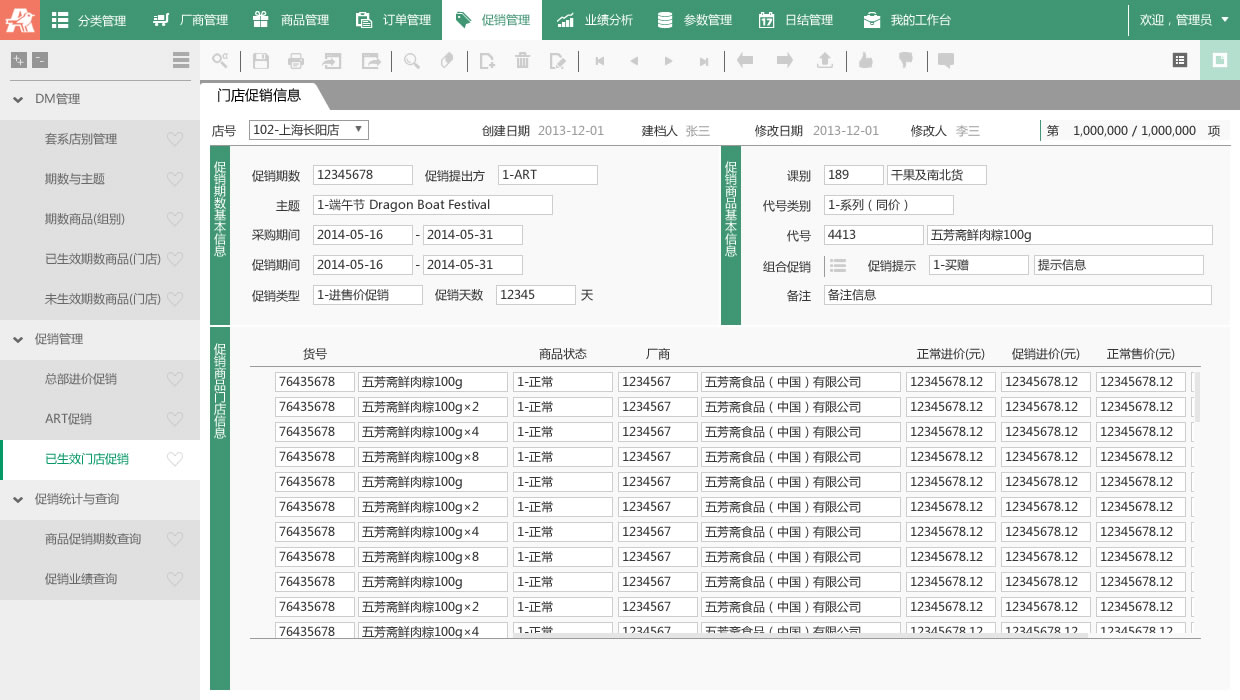 分类管理 厂商管理 商品管理 订单管理 促销管理 业绩分析 参数管理 日结管理 我的工作台 欢迎，管理员
DM管理
套系店别管理
期数与主题
期数商品(组别)
已生效期数商品(门店)
未生效期数商品(门店)
促销管理
总部进价促销
ART促销
已生效门店促销
促销统计与查询
商品促销期数查询
促销业绩查询
门店促销信息
店号 102-上海长阳店 创建日期 2013-12-01 建档人 张三 修改日期 2013-12-01 修改人 李三 第 1,000,000 / 1,000,000 项
促销期数基本信息
促销期数 12345678 促销提出方 1-ART
主题 1-端午节 Dragon Boat Festival
采购期间 2014-05-16 - 2014-05-31
促销期间 2014-05-16 - 2014-05-31
促销类型 1-进售价促销 促销天数 12345 天
促销商品基本信息
课别 189 干果及南北货
代号类别 1-系列（同价）
代号 4413 五芳斋鲜肉粽100g
组合促销 促销提示 1-买赠 提示信息
备注 备注信息
促销商品门店信息
货号 商品状态 厂商 正常进价(元) 促销进价(元) 正常售价(元)
76435678 五芳斋鲜肉粽100g 1-正常 1234567 五芳斋食品（中国）有限公司 12345678.12 12345678.12 12345678.12
76435678 五芳斋鲜肉粽100g×2 1-正常 1234567 五芳斋食品（中国）有限公司 12345678.12 12345678.12 12345678.12
76435678 五芳斋鲜肉粽100g×4 1-正常 1234567 五芳斋食品（中国）有限公司 12345678.12 12345678.12 12345678.12
76435678 五芳斋鲜肉粽100g×8 1-正常 1234567 五芳斋食品（中国）有限公司 12345678.12 12345678.12 12345678.12
76435678 五芳斋鲜肉粽100g 1-正常 1234567 五芳斋食品（中国）有限公司 12345678.12 12345678.12 12345678.12
76435678 五芳斋鲜肉粽100g×2 1-正常 1234567 五芳斋食品（中国）有限公司 12345678.12 12345678.12 12345678.12
76435678 五芳斋鲜肉粽100g×4 1-正常 1234567 五芳斋食品（中国）有限公司 12345678.12 12345678.12 12345678.12
76435678 五芳斋鲜肉粽100g×8 1-正常 1234567 五芳斋食品（中国）有限公司 12345678.12 12345678.12 12345678.12
76435678 五芳斋鲜肉粽100g 1-正常 1234567 五芳斋食品（中国）有限公司 12345678.12 12345678.12 12345678.12
76435678 五芳斋鲜肉粽100g×2 1-正常 1234567 五芳斋食品（中国）有限公司 12345678.12 12345678.12 12345678.12
76435678 五芳斋鲜肉粽100g×4 1-正常 1234567 五芳斋食品（中国）有限公司 12345678.12 12345678.12 12345678.12